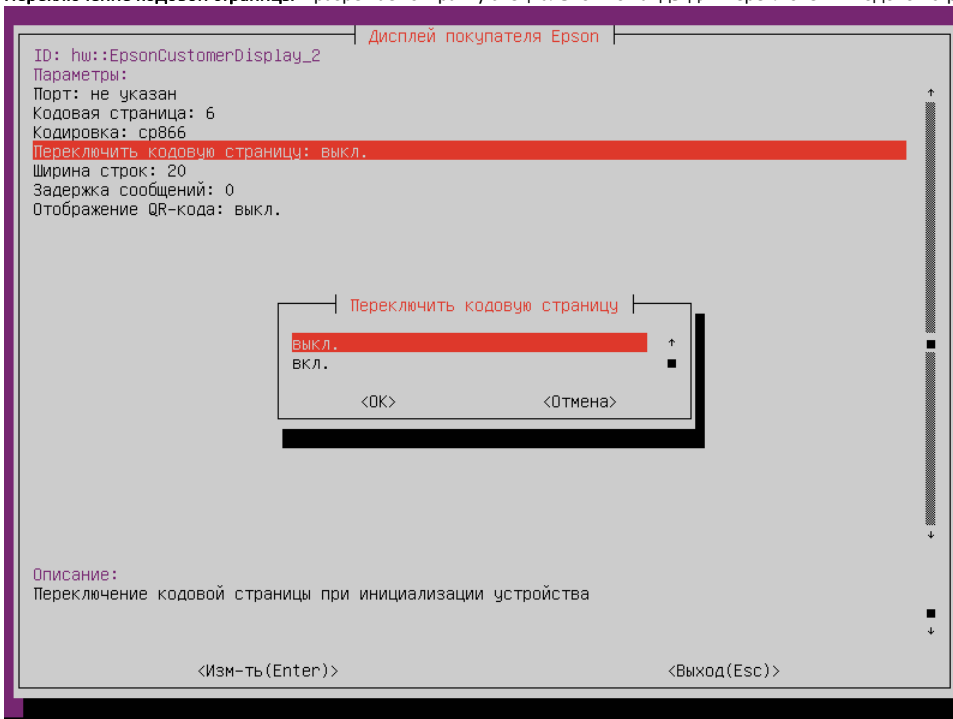 Дисплей покупателя Epson
ID: hw::EpsonCustomerDisplay_2
Параметры:
Порт: не указан
Кодовая страница: 6
Кодировка: cp866
Переключить кодовую страницу: выкл.
Ширина строк: 20
Задержка сообщений: 0
Отображение QR-кода: выкл.
Переключить кодовую страницу
выкл.
вкл.
<OK> <Отмена>
Описание:
Переключение кодовой страницы при инициализации устройства
<Изм-ть(Enter)> <Выход(Esc)>